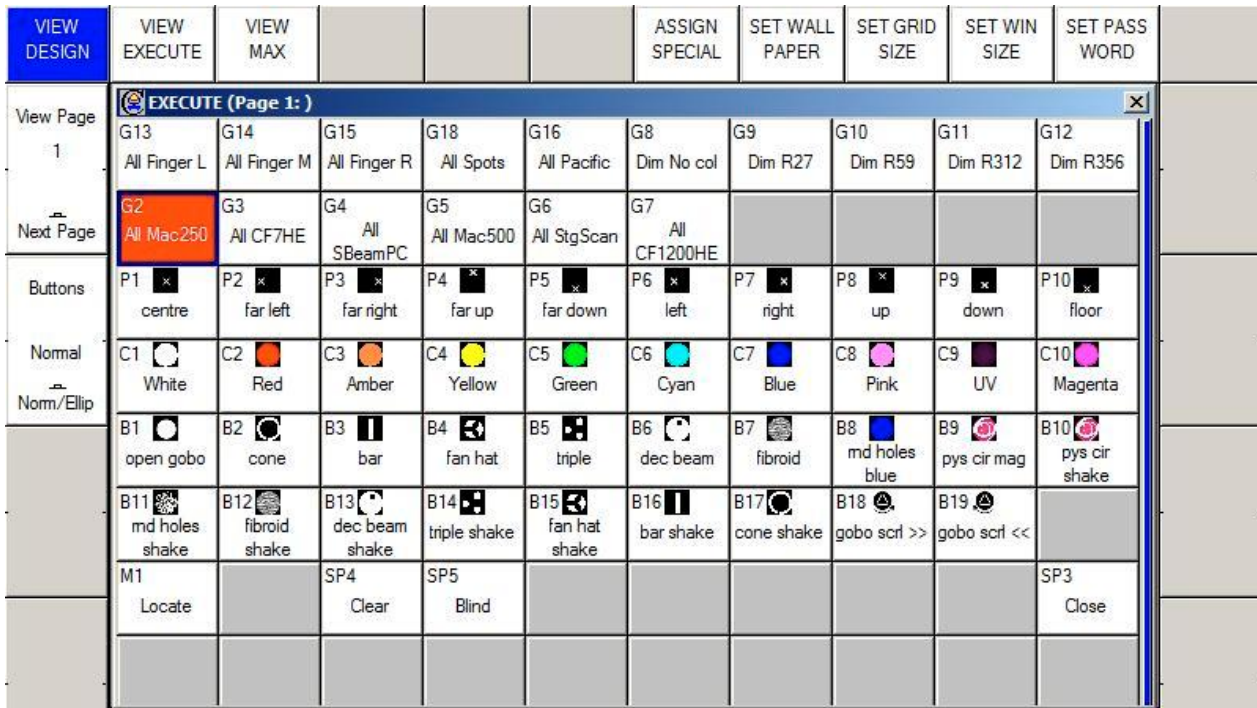 VIEW DESIGN
VIEW EXECUTE
VIEW MAX
ASSIGN SPECIAL
SET WALL PAPER
SET GRID SIZE
SET WIN SIZE
SET PASS WORD
View Page
1
Next Page
Buttons
Normal
Norm/Ellip
EXECUTE (Page 1: )
G13 All Finger L
G14 All Finger M
G15 All Finger R
G18 All Spots
G16 All Pacific
G8 Dim No col
G9 Dim R27
G10 Dim R59
G11 Dim R312
G12 Dim R356
G2 All Mac250
G3 All CF7HE
G4 All SBeamPC
G5 All Mac500
G6 All StgScan
G7 All CF1200HE
P1 centre
P2 far left
P3 far right
P4 far up
P5 far down
P6 left
P7 right
P8 up
P9 down
P10 floor
C1 White
C2 Red
C3 Amber
C4 Yellow
C5 Green
C6 Cyan
C7 Blue
C8 Pink
C9 UV
C10 Magenta
B1 open gobo
B2 cone
B3 bar
B4 fan hat
B5 triple
B6 dec beam
B7 fibroid
B8 rnd holes blue
B9 pys cir mag
B10 pys cir shake
B11 rnd holes shake
B12 fibroid shake
B13 dec beam shake
B14 triple shake
B15 fan hat shake
B16 bar shake
B17 cone shake
B18 gobo scrl >>
B19 gobo scrl <<
M1 Locate
SP4 Clear
SP5 Blind
SP3 Close